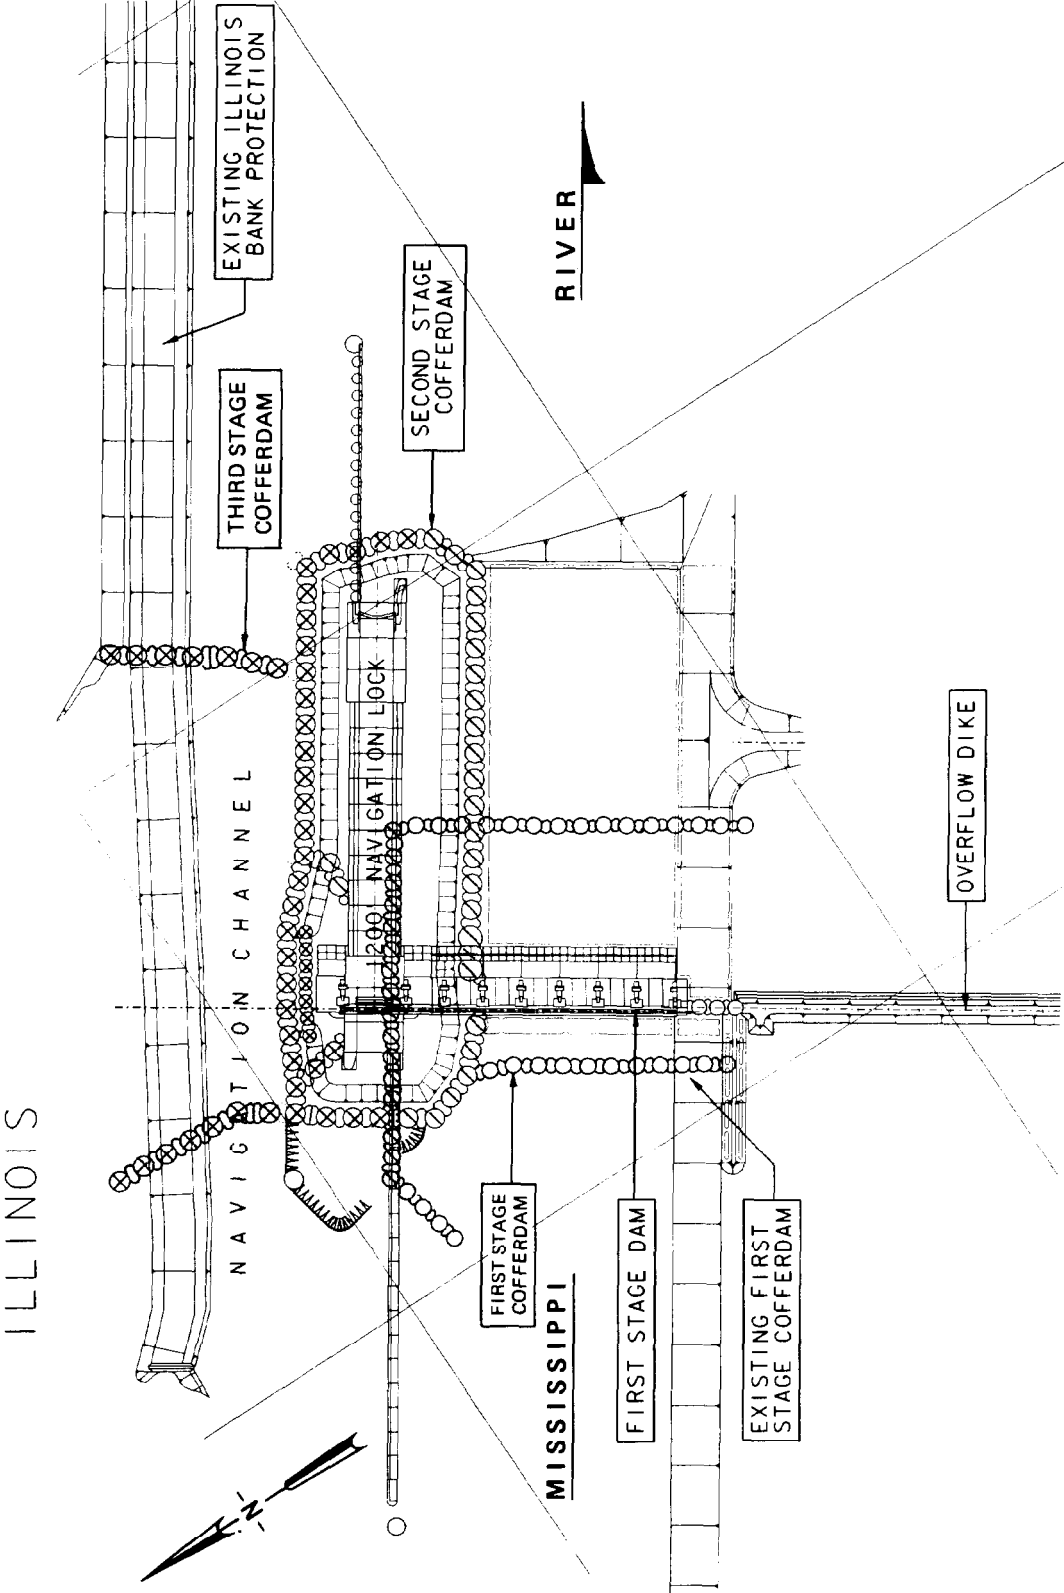 ILLINOIS
EXISTING ILLINOIS
BANK PROTECTION
THIRD STAGE
COFFERDAM
NAVIGATION CHANNEL
1200' NAVIGATION LOCK
SECOND STAGE
COFFERDAM
N
FIRST STAGE
COFFERDAM
MISSISSIPPI
RIVER
FIRST STAGE DAM
EXISTING FIRST
STAGE COFFERDAM
OVERFLOW DIKE